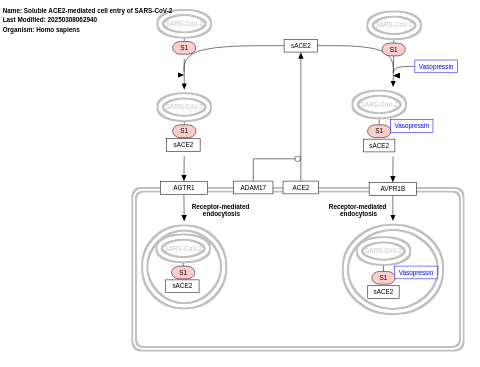 Name: Soluble ACE2-mediated cell entry of SARS-CoV-2
Last Modified: 20250308062940
Organism: Homo sapiens
SARS-CoV-2
SARS-CoV-2
S1
sACE2
S1
Vasopressin
SARS-CoV-2
SARS-CoV-2
S1
S1
Vasopressin
sACE2
sACE2
AGTR1
ADAM17
ACE2
AVPR1B
Receptor-mediated
endocytosis
Receptor-mediated
endocytosis
SARS-CoV-2
SARS-CoV-2
S1
S1
Vasopressin
sACE2
sACE2